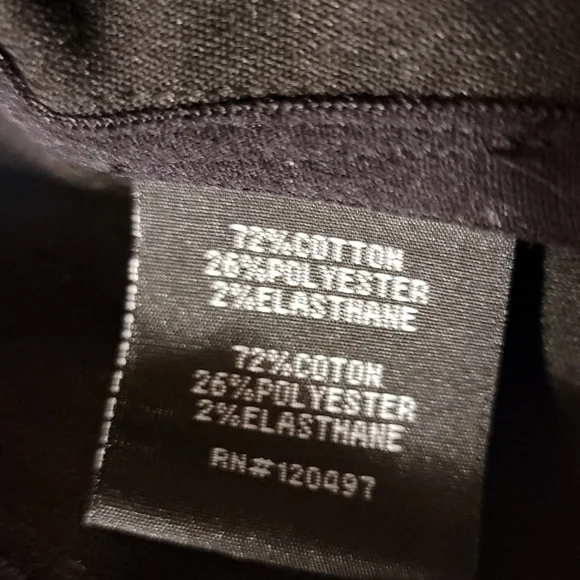 72%COTTON
26%POLYESTER
2%ELASTHANE
72%COTON
26%POLYESTER
2%ELASTHANE
RN#120497